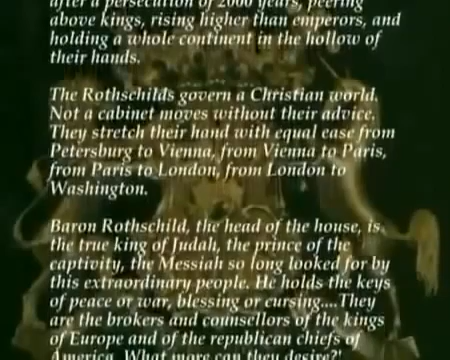 after a persecution of 2000 years, peering
above kings, rising higher than emperors, and
holding a whole continent in the hollow of
their hands.
The Rothschilds govern a Christian world.
Not a cabinet moves without their advice.
They stretch their hand with equal ease from
Petersburg to Vienna, from Vienna to Paris,
from Paris to London, from London to
Washington.
Baron Rothschild, the head of the house, is
the true king of Judah, the prince of the
captivity, the Messiah so long looked for by
this extraordinary people. He holds the keys
of peace or war, blessing or cursing....They
are the brokers and counsellors of the kings
of Europe and of the republican chiefs of
America. What more can they desire?'